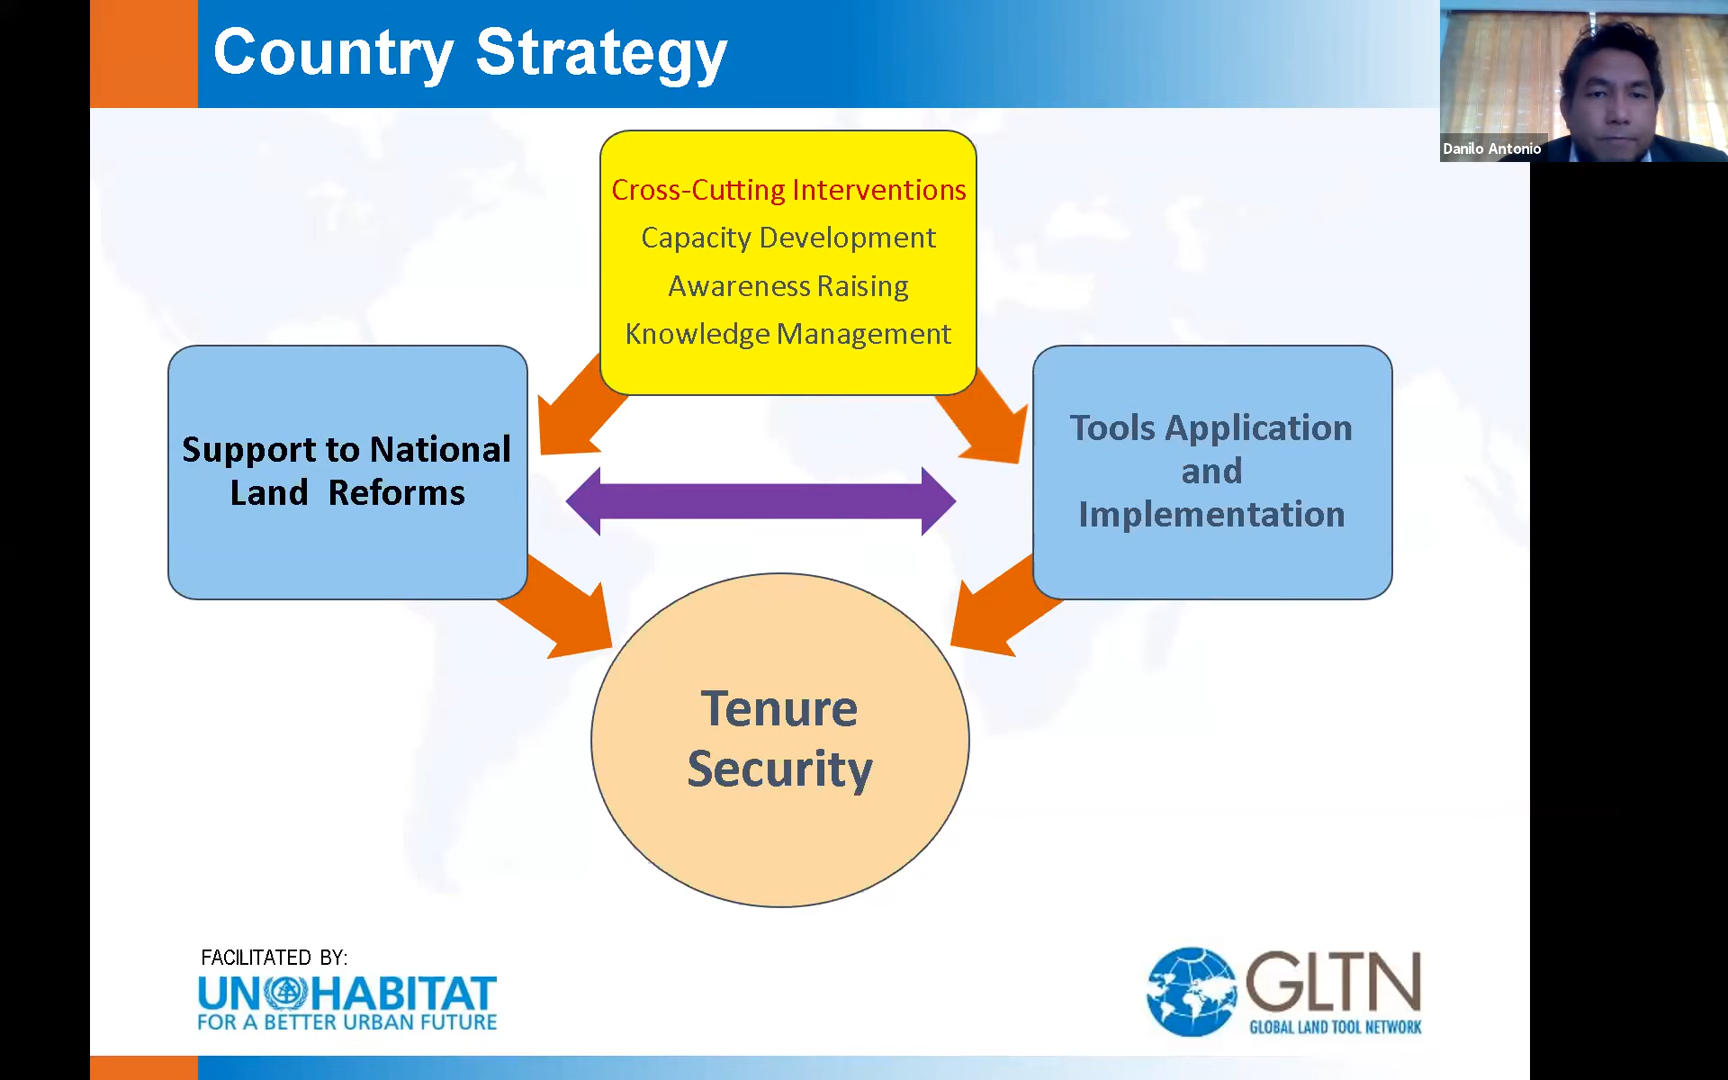 Country Strategy
Danilo Antonio
Cross-Cutting Interventions
Capacity Development
Awareness Raising
Knowledge Management
Support to National
Land Reforms
Tools Application
and
Implementation
Tenure
Security
FACILITATED BY:
UN HABITAT
FOR A BETTER URBAN FUTURE
GLTN
GLOBAL LAND TOOL NETWORK